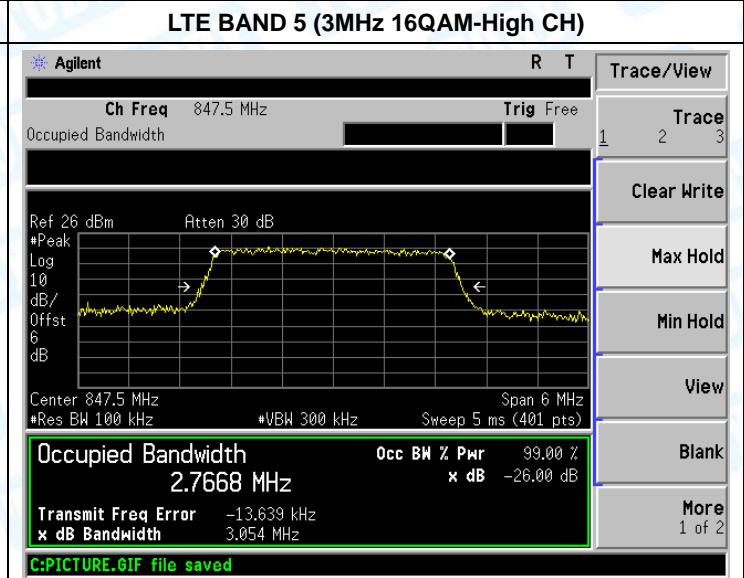 LTE BAND 5 (3MHz 16QAM-High CH)
Agilent R T
Trace/View
Ch Freq 847.5 MHz Trig Free
Occupied Bandwidth
Trace
1 2 3
Clear Write
Ref 26 dBm Atten 30 dB
#Peak
Log
10
dB/
Offst
6
dB
Max Hold
Min Hold
Center 847.5 MHz Span 6 MHz
#Res BW 100 kHz #VBW 300 kHz Sweep 5 ms (401 pts)
View
Occupied Bandwidth
2.7668 MHz
Occ BW % Pwr 99.00 %
x dB -26.00 dB
Transmit Freq Error -13.639 kHz
x dB Bandwidth 3.054 MHz
Blank
More
1 of 2
C:PICTURE.GIF file saved